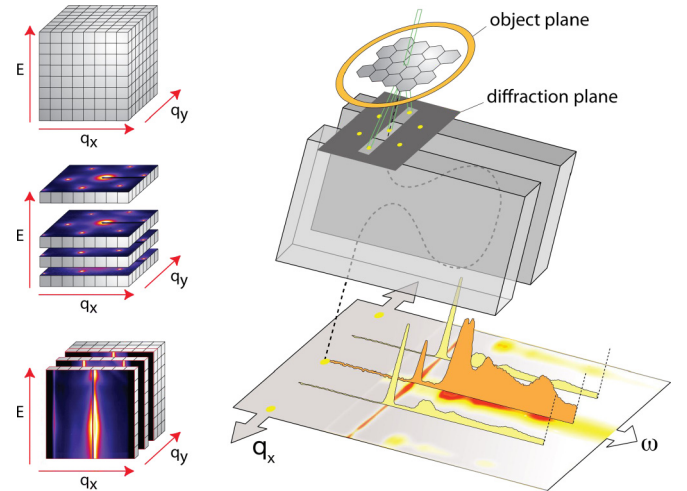 E
q_x
q_y
E
q_x
q_y
E
q_x
q_y
object plane
diffraction plane
q_x
ω